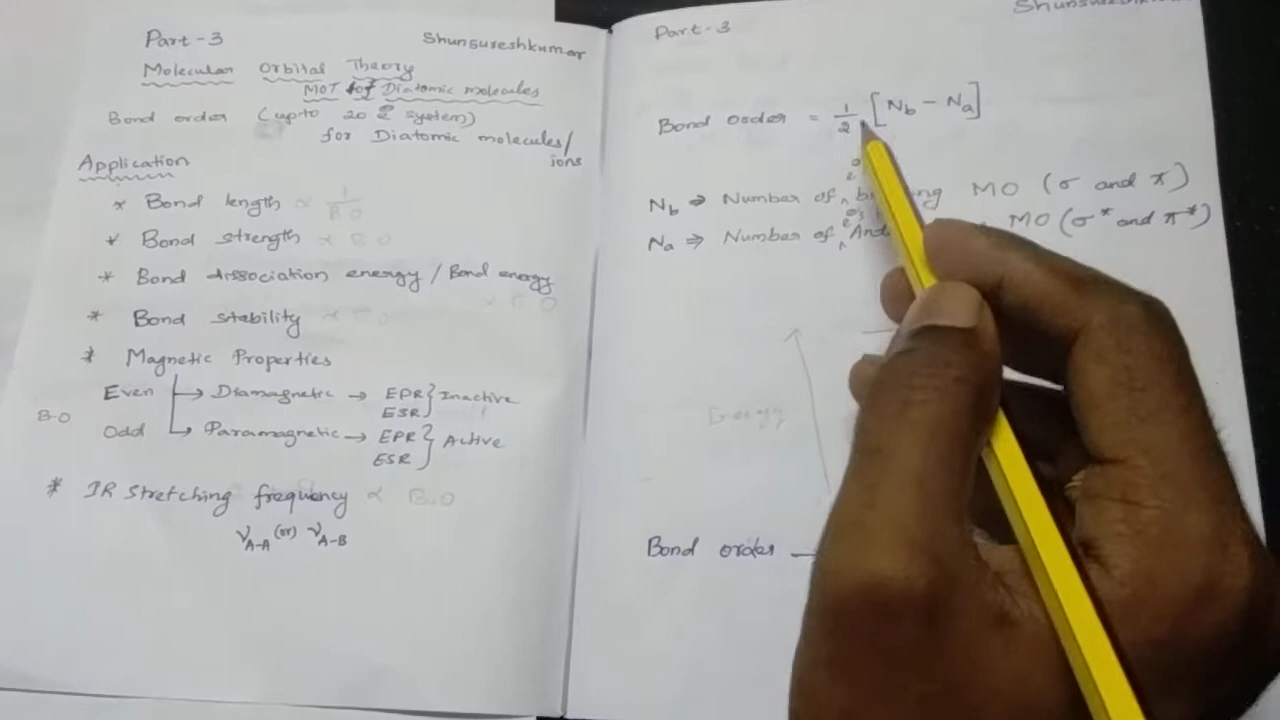 Part-3 Shunsureshkumar
Molecular Orbital Theory
MOT for Diatomic molecules
Bond order (upto 20 e̅ system)
for Diatomic molecules/
ions
Application
* Bond length ∝ 1/B.O
* Bond strength ∝ B.O
* Bond dissociation energy / Bond energy
∝ B.O
* Bond stability ∝ B.O
* Magnetic Properties
Even → Diamagnetic → EPR } Inactive
ESR
B.O
Odd → Paramagnetic → EPR } Active
ESR
* IR Stretching frequency ∝ B.O
ν A-A (or) ν A-B
Part-3 Shunsureshkumar
Bond order = 1/2 [Nb - Na]
Nb ⇒ Number of MO (σ and π)
Na ⇒ Number of MO (σ* and π*)
Energy
Bond order